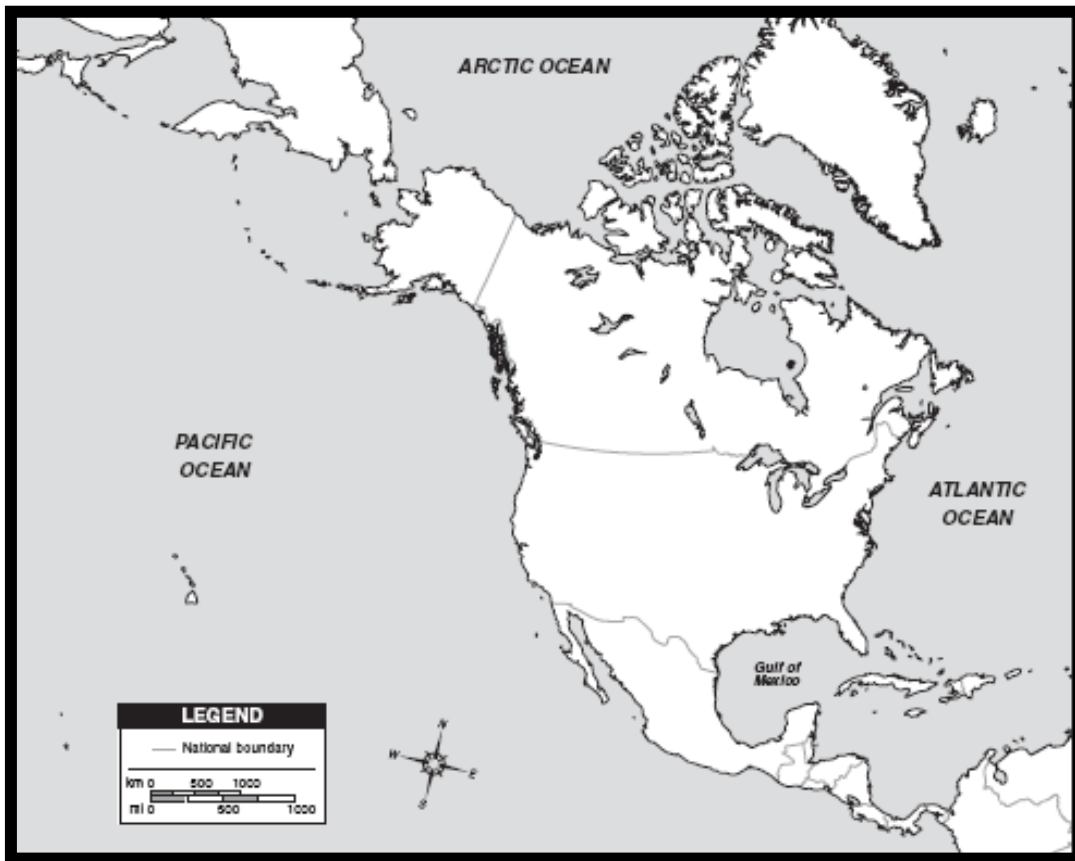 ARCTIC OCEAN
PACIFIC
OCEAN
ATLANTIC
OCEAN
Gulf of
Mexico
LEGEND
National boundary
km 0 500 1000
mi 0 500 1000
N
W E
S